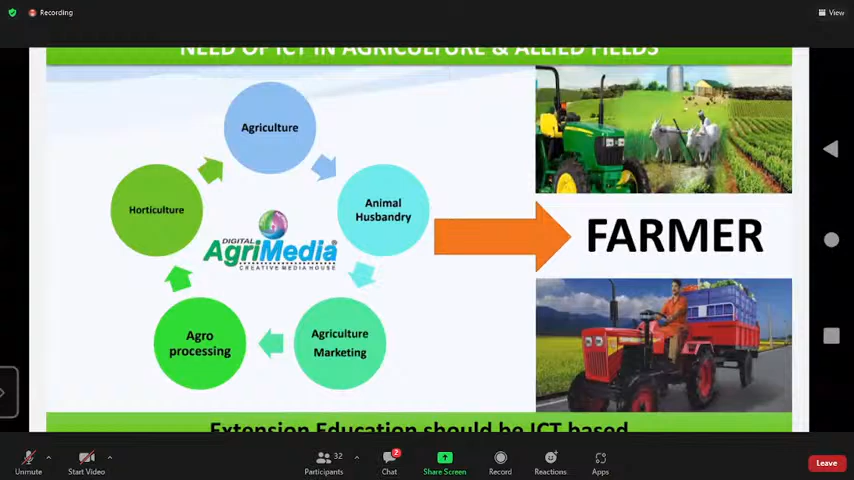 Recording
View
NEED OF ICT IN AGRICULTURE & ALLIED FIELDS
Agriculture
Horticulture
Animal
Husbandry
DIGITAL
AgriMedia
CREATIVE MEDIA HOUSE
FARMER
Agro
processing
Agriculture
Marketing
Extension Education should be ICT based
Unmute
Start Video
Participants
32
Chat
2
Share Screen
Record
Reactions
Apps
Leave